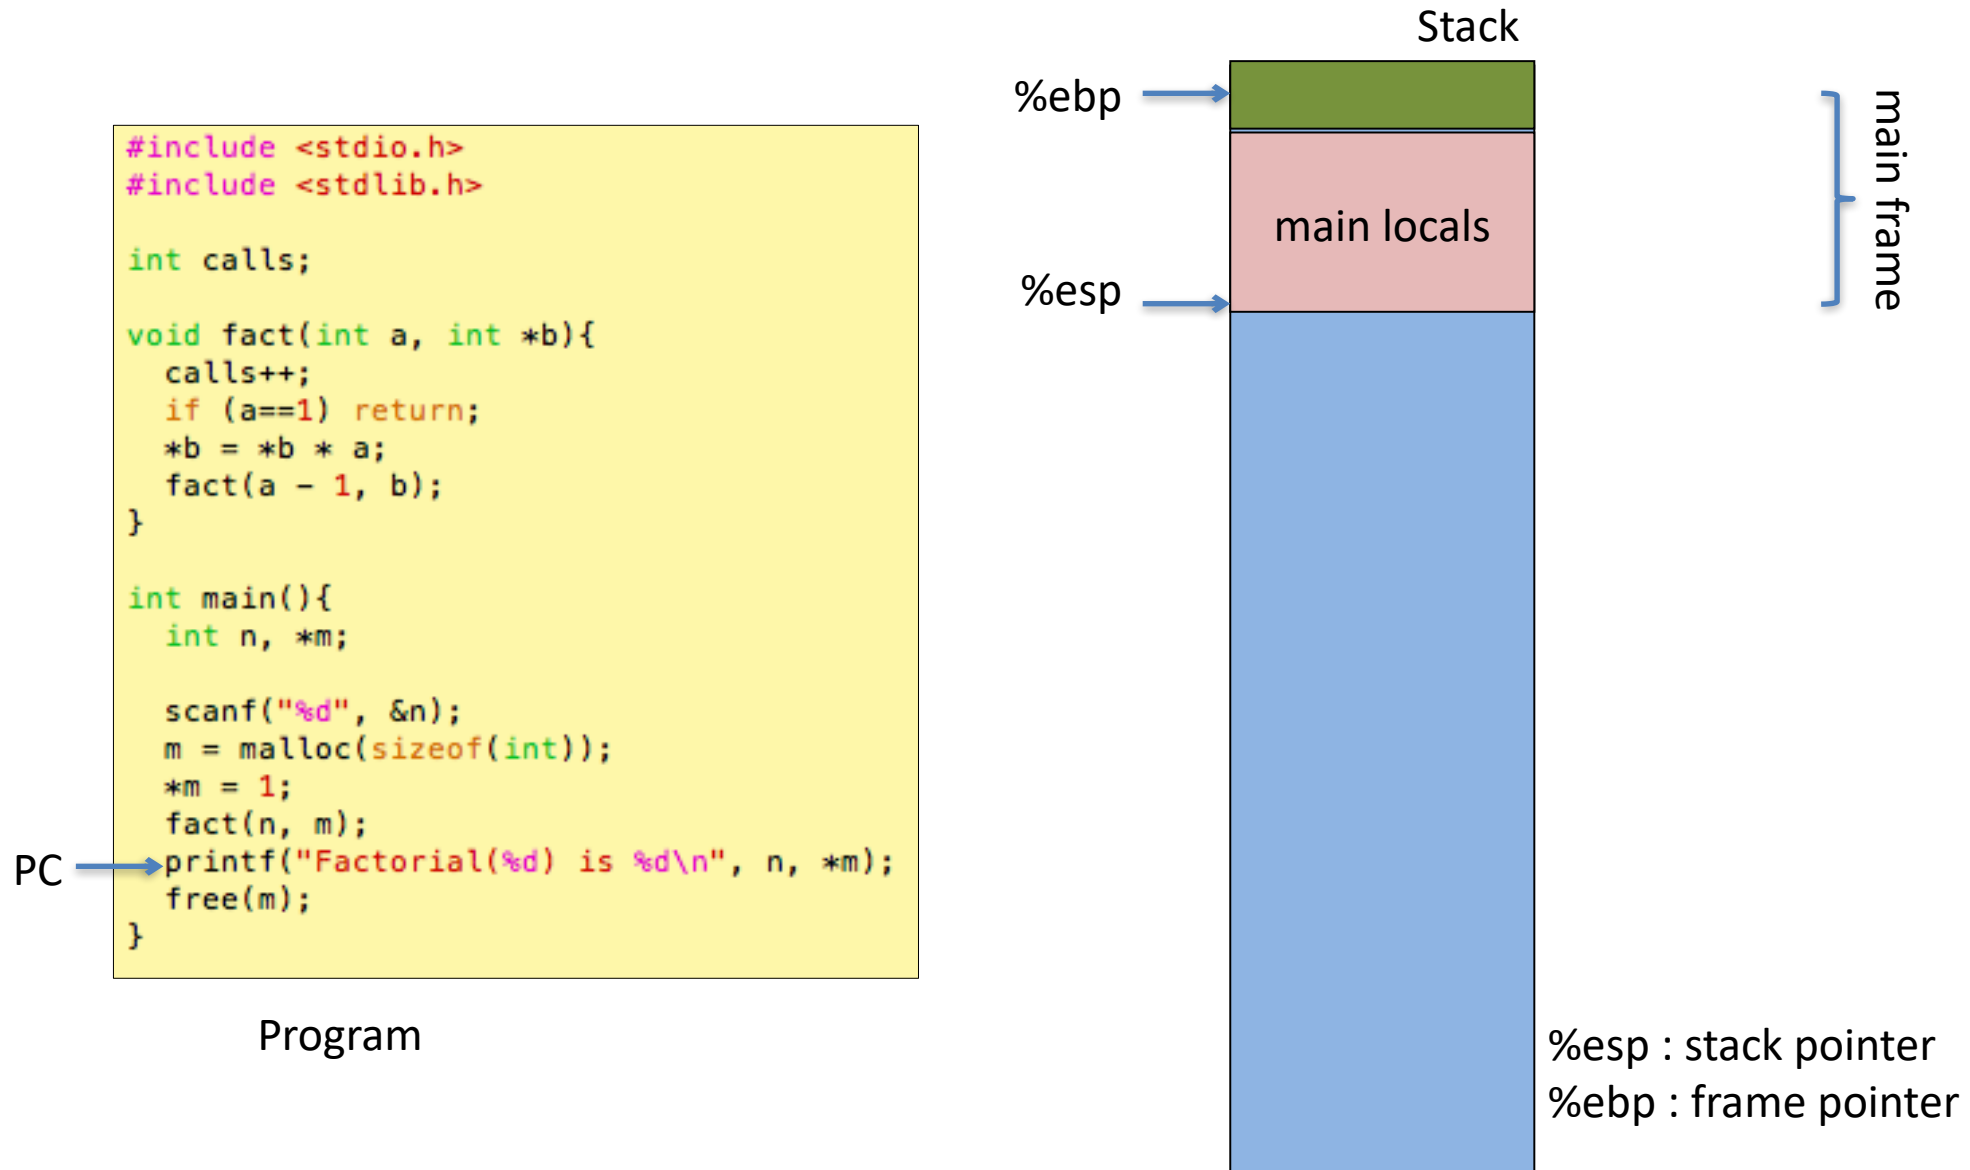 Stack
%ebp
#include <stdio.h>
#include <stdlib.h>
int calls;
void fact(int a, int *b){
calls++;
if (a==1) return;
*b = *b * a;
fact(a - 1, b);
}
int main(){
int n, *m;
scanf("%d", &n);
m = malloc(sizeof(int));
*m = 1;
fact(n, m);
printf("Factorial(%d) is %d\n", n, *m);
free(m);
}
PC
Program
main locals
%esp
main frame
%esp : stack pointer
%ebp : frame pointer